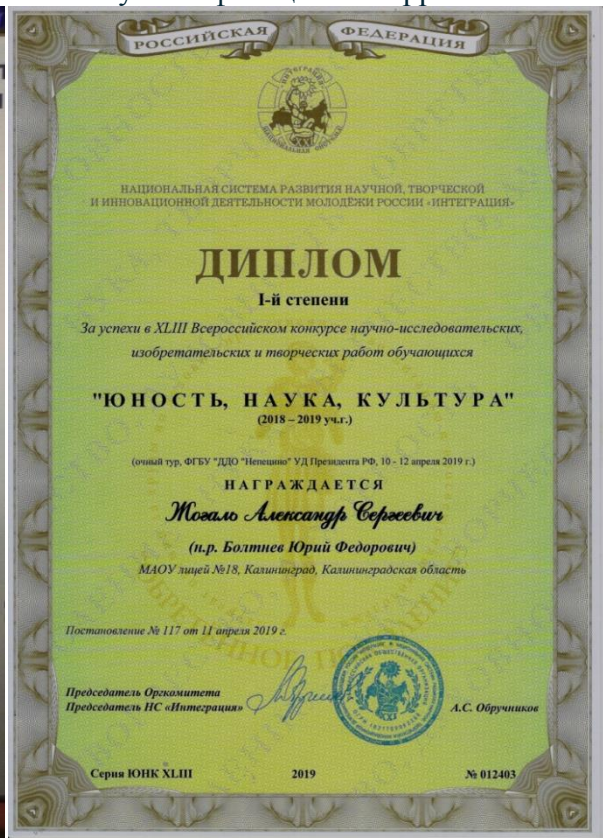 РОССИЙСКАЯ ФЕДЕРАЦИЯ
ИНТЕГРАЦИЯ
XXI
НАЦИОНАЛЬНАЯ СИСТЕМА РАЗВИТИЯ НАУЧНОЙ, ТВОРЧЕСКОЙ
И ИННОВАЦИОННОЙ ДЕЯТЕЛЬНОСТИ МОЛОДЁЖИ РОССИИ «ИНТЕГРАЦИЯ»
ДИПЛОМ
I-й степени
За успехи в XLIII Всероссийском конкурсе научно-исследовательских,
изобретательских и творческих работ обучающихся
"ЮНОСТЬ, НАУКА, КУЛЬТУРА"
(2018 – 2019 уч.г.)
(очный тур, ФГБУ "ДДО "Непецино" УД Президента РФ, 10 - 12 апреля 2019 г.)
НАГРАЖДАЕТСЯ
Жогаль Александр Сергеевич
(н.р. Болтнев Юрий Федорович)
МАОУ лицей №18, Калининград, Калининградская область
Постановление № 117 от 11 апреля 2019 г.
Председатель Оргкомитета
Председатель НС «Интеграция»
А.С. Обручников
Серия ЮНК XLIII 2019 № 012403